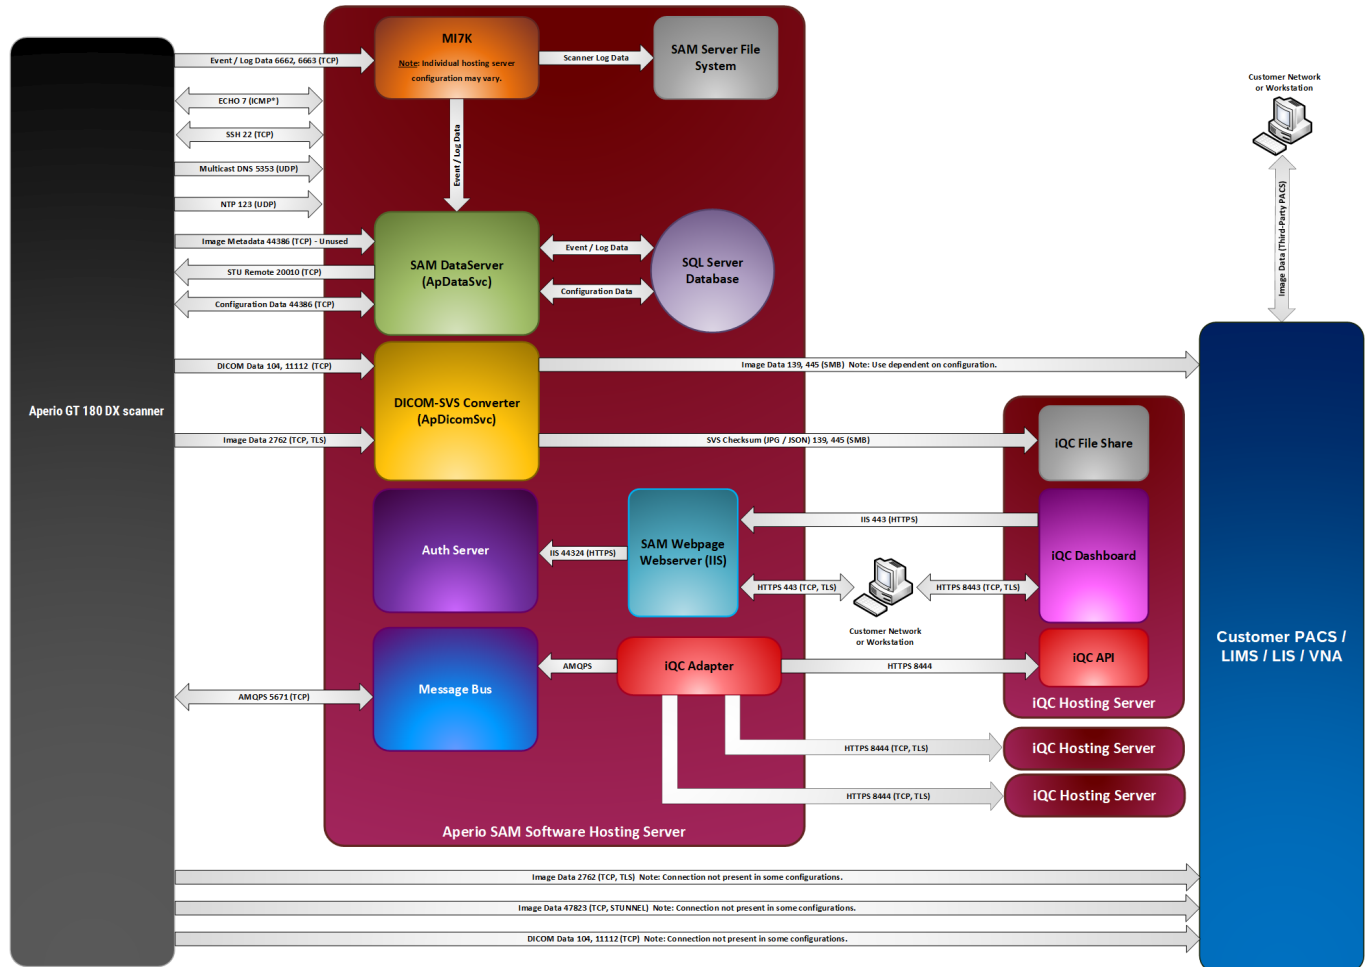 MI7K
Note: Individual hosting server
configuration may vary.
SAM Server File
System
Event / Log Data 6662, 6663 (TCP)
Scanner Log Data
Customer Network
or Workstation
ECHO 7 (ICMP*)
SSH 22 (TCP)
Event / Log Data
Multicast DNS 5353 (UDP)
NTP 123 (UDP)
Image Data (Third-Party PACS)
Image Metadata 44386 (TCP) - Unused
STU Remote 20010 (TCP)
Configuration Data 44386 (TCP)
SAM DataServer
(ApDataSvc)
Event / Log Data
Configuration Data
SQL Server
Database
DICOM Data 104, 11112 (TCP)
Image Data 139, 445 (SMB) Note: Use dependent on configuration.
Aperio GT 180 DX scanner
DICOM-SVS Converter
(ApDicomSvc)
Image Data 2762 (TCP, TLS)
SVS Checksum (JPG / JSON) 139, 445 (SMB)
iQC File Share
IIS 443 (HTTPS)
Auth Server
IIS 44324 (HTTPS)
SAM Webpage
Webserver (IIS)
iQC Dashboard
HTTPS 443 (TCP, TLS)
HTTPS 8443 (TCP, TLS)
Customer Network
or Workstation
Customer PACS /
LIMS / LIS / VNA
AMQPS
iQC Adapter
HTTPS 8444
iQC API
Message Bus
AMQPS 5671 (TCP)
iQC Hosting Server
HTTPS 8444 (TCP, TLS)
iQC Hosting Server
HTTPS 8444 (TCP, TLS)
iQC Hosting Server
Aperio SAM Software Hosting Server
Image Data 2762 (TCP, TLS) Note: Connection not present in some configurations.
Image Data 47823 (TCP, STUNNEL) Note: Connection not present in some configurations.
DICOM Data 104, 11112 (TCP) Note: Connection not present in some configurations.